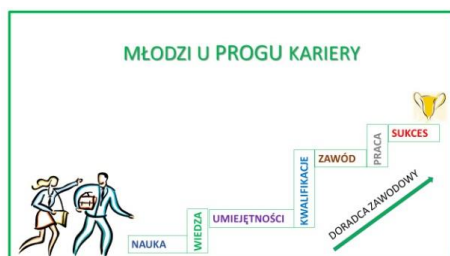 MŁODZI U PROGU KARIERY
NAUKA
WIEDZA
UMIEJĘTNOŚCI
KWALIFIKACJE
ZAWÓD
PRACA
SUKCES
DORADCA ZAWODOWY